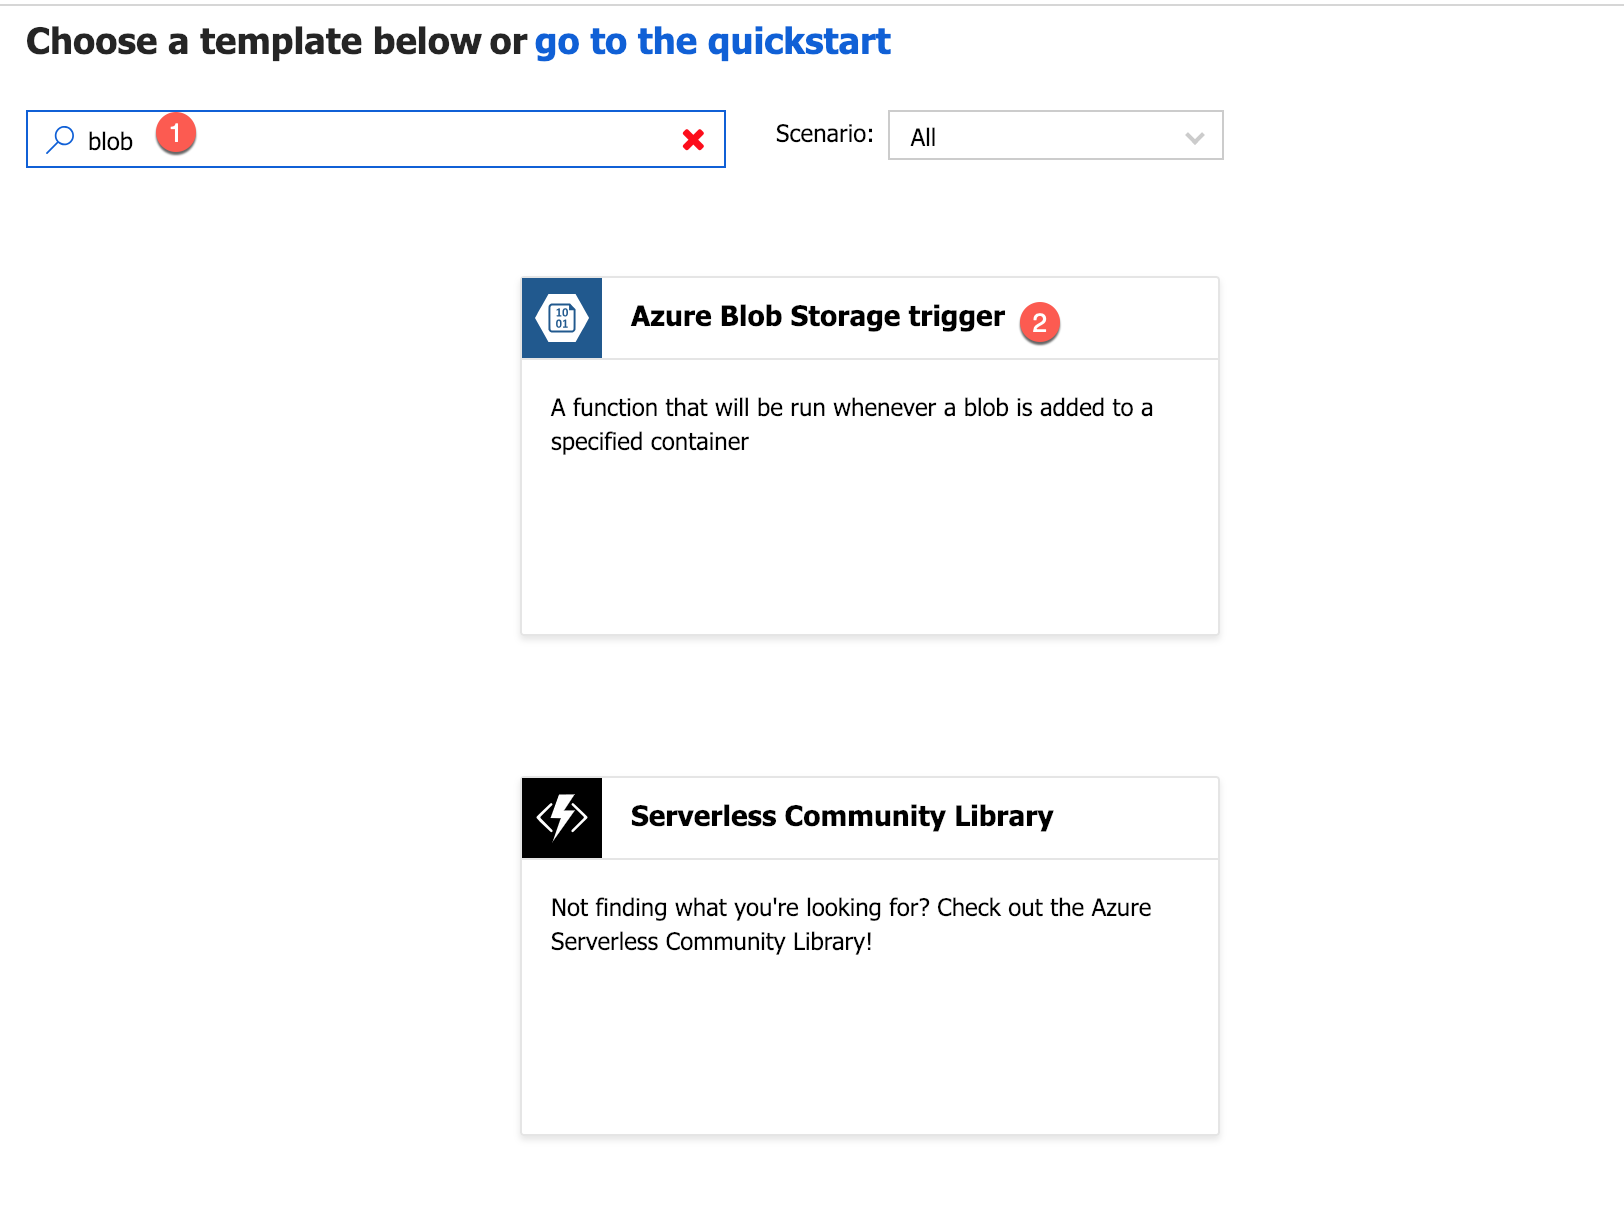 Choose a template below or go to the quickstart
blob 1
Scenario: All
10
01
Azure Blob Storage trigger 2
A function that will be run whenever a blob is added to a
specified container
Serverless Community Library
Not finding what you're looking for? Check out the Azure
Serverless Community Library!